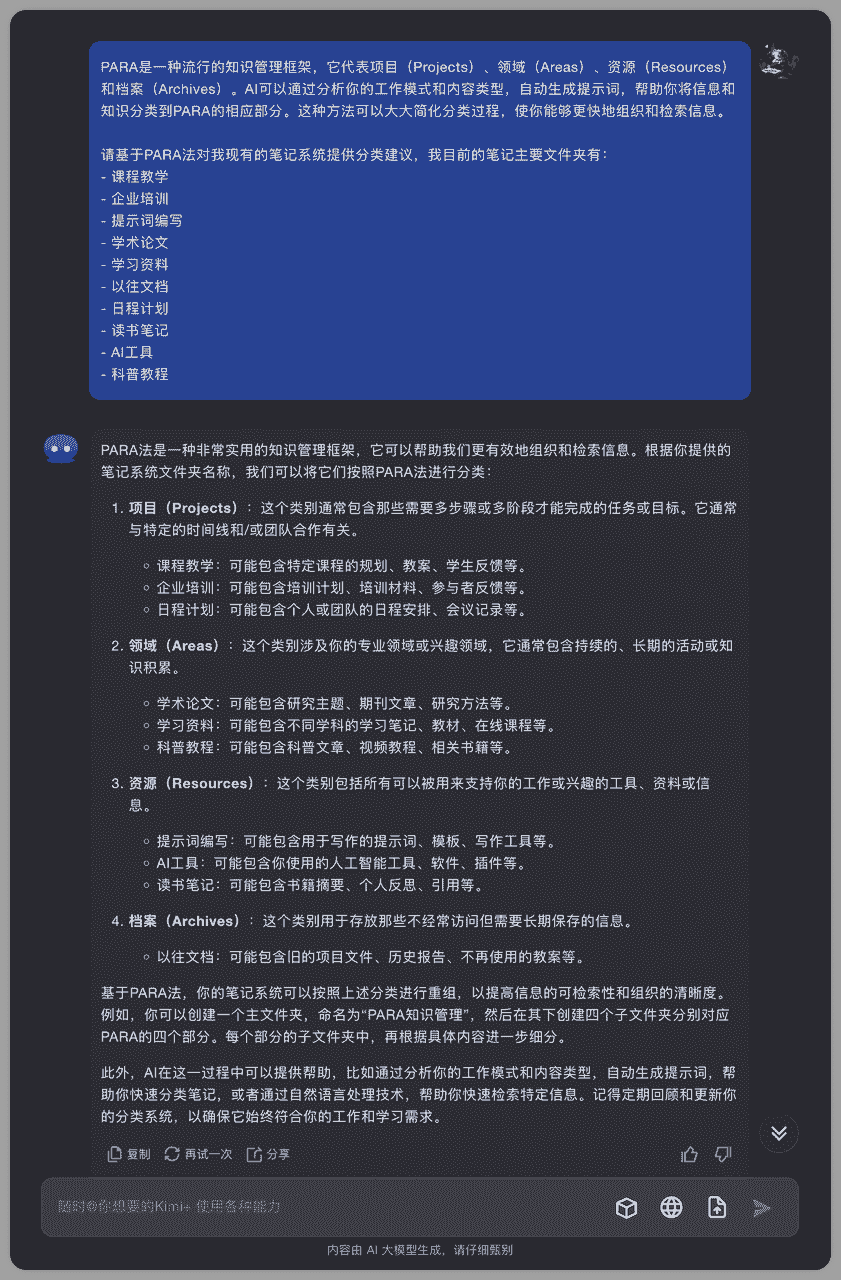 PARA是一种流行的知识管理框架，它代表项目（Projects）、领域（Areas）、资源（Resources）
和档案（Archives）。AI可以通过分析你的工作模式和内容类型，自动生成提示词，帮助你将信息和
知识分类到PARA的相应部分。这种方法可以大大简化分类过程，使你能够更快地组织和检索信息。
请基于PARA法对我现有的笔记系统提供分类建议，我目前的笔记主要文件夹有：
- 课程教学
- 企业培训
- 提示词编写
- 学术论文
- 学习资料
- 以往文档
- 日程计划
- 读书笔记
- AI工具
- 科普教程
PARA法是一种非常实用的知识管理框架，它可以帮助我们更有效地组织和检索信息。根据你提供的
笔记系统文件夹名称，我们可以将它们按照PARA法进行分类：
1. 项目（Projects）：这个类别通常包含那些需要多步骤或多阶段才能完成的任务或目标。它通常
与特定的时间线和/或团队合作有关。
◦ 课程教学：可能包含特定课程的规划、教案、学生反馈等。
◦ 企业培训：可能包含培训计划、培训材料、参与者反馈等。
◦ 日程计划：可能包含个人或团队的日程安排、会议记录等。
2. 领域（Areas）：这个类别涉及你的专业领域或兴趣领域，它通常包含持续的、长期的活动或知
识积累。
◦ 学术论文：可能包含研究主题、期刊文章、研究方法等。
◦ 学习资料：可能包含不同学科的学习笔记、教材、在线课程等。
◦ 科普教程：可能包含科普文章、视频教程、相关书籍等。
3. 资源（Resources）：这个类别包括所有可以被用来支持你的工作或兴趣的工具、资料或信
息。
◦ 提示词编写：可能包含用于写作的提示词、模板、写作工具等。
◦ AI工具：可能包含你使用的人工智能工具、软件、插件等。
◦ 读书笔记：可能包含书籍摘要、个人反思、引用等。
4. 档案（Archives）：这个类别用于存放那些不经常访问但需要长期保存的信息。
◦ 以往文档：可能包含旧的项目文件、历史报告、不再使用的教案等。
基于PARA法，你的笔记系统可以按照上述分类进行重组，以提高信息的可检索性和组织的清晰度。
例如，你可以创建一个主文件夹，命名为“PARA知识管理”，然后在其下创建四个子文件夹分别对应
PARA的四个部分。每个部分的子文件夹中，再根据具体内容进一步细分。
此外，AI在这一过程中可以提供帮助，比如通过分析你的工作模式和内容类型，自动生成提示词，帮
助你快速分类笔记，或者通过自然语言处理技术，帮助你快速检索特定信息。记得定期回顾和更新你
的分类系统，以确保它始终符合你的工作和学习需求。
复制 再试一次 分享
随时@你想要的Kimi+ 使用各种能力
内容由 AI 大模型生成，请仔细甄别